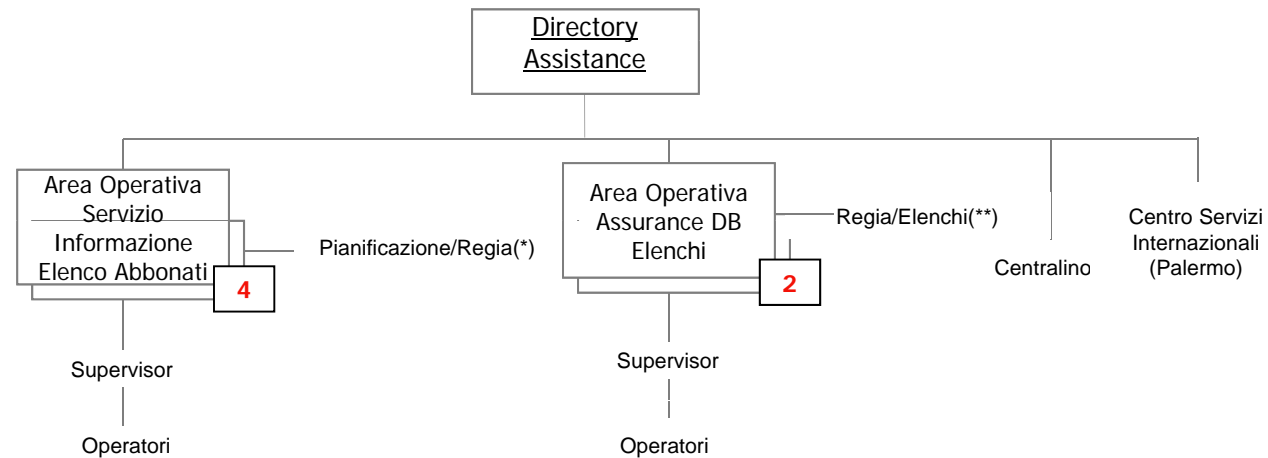 Directory
Assistance
Area Operativa
Servizio
Informazione
Elenco Abbonati
4
Pianificazione/Regia(*)
Supervisor
Operatori
Area Operativa
Assurance DB
Elenchi
2
Regia/Elenchi(**)
Supervisor
Operatori
Centralino
Centro Servizi
Internazionali
(Palermo)